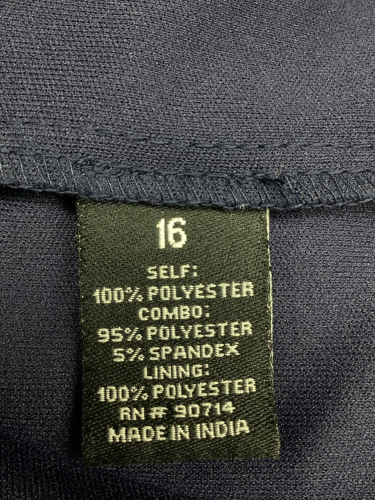 16
SELF:
100% POLYESTER
COMBO:
95% POLYESTER
5% SPANDEX
LINING:
100% POLYESTER
RN# 90714
MADE IN INDIA